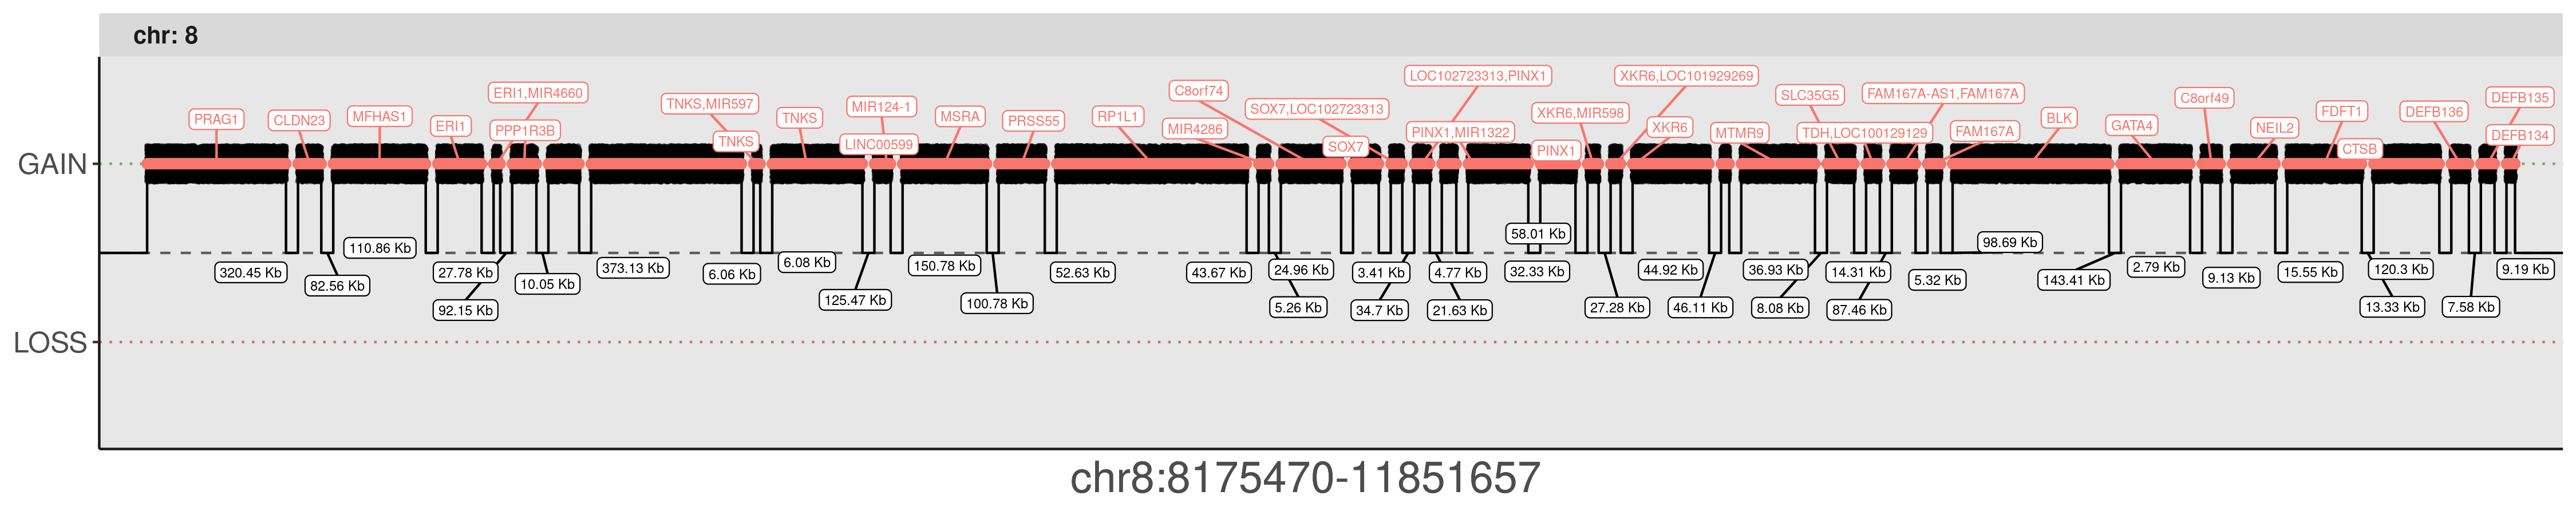 chr: 8
LOC102723313,PINX1
XKR6,LOC101929269
ERI1,MIR4660
C8orf74
SLC35G5
FAM167A-AS1,FAM167A
C8orf49
DEFB135
TNKS,MIR597
MIR124-1
SOX7,LOC102723313
XKR6,MIR598
FDFT1
DEFB136
PRAG1
CLDN23
MFHAS1
ERI1
PPP1R3B
TNKS
TNKS
LINC00599
MSRA
PRSS55
RP1L1
MIR4286
SOX7
PINX1,MIR1322
PINX1
XKR6
MTMR9
TDH,LOC100129129
FAM167A
BLK
GATA4
NEIL2
CTSB
DEFB134
GAIN
320.45 Kb
82.56 Kb
110.86 Kb
27.78 Kb
92.15 Kb
10.05 Kb
373.13 Kb
6.06 Kb
6.08 Kb
125.47 Kb
150.78 Kb
100.78 Kb
52.63 Kb
43.67 Kb
24.96 Kb
5.26 Kb
3.41 Kb
34.7 Kb
4.77 Kb
21.63 Kb
58.01 Kb
32.33 Kb
27.28 Kb
44.92 Kb
46.11 Kb
36.93 Kb
8.08 Kb
14.31 Kb
87.46 Kb
5.32 Kb
98.69 Kb
143.41 Kb
2.79 Kb
9.13 Kb
15.55 Kb
120.3 Kb
13.33 Kb
7.58 Kb
9.19 Kb
LOSS
chr8:8175470-11851657